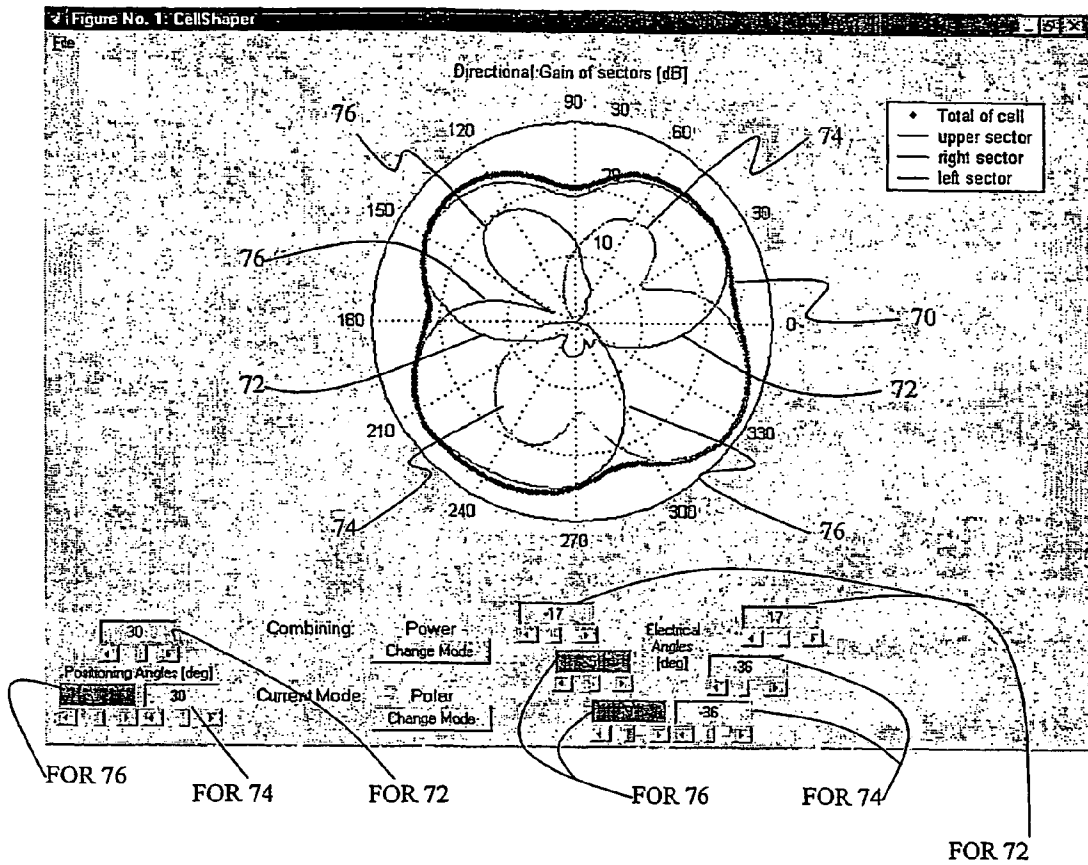 Figure No. 1: CellShaper
File
Directional Gain of sectors [dB]
90
30
120
60
76
74
Total of cell
upper sector
right sector
left sector
20
150
30
10
76
180
0
70
72
72
210
330
74
240
300
76
270
76
-17
17
30
Combining:
Power
Change Mode
Electrical
Angles
[deg]
Positioning Angles [deg]
-36
30
Current Mode:
Polar
Change Mode
-36
FOR 76
FOR 74
FOR 72
FOR 76
FOR 74
FOR 72